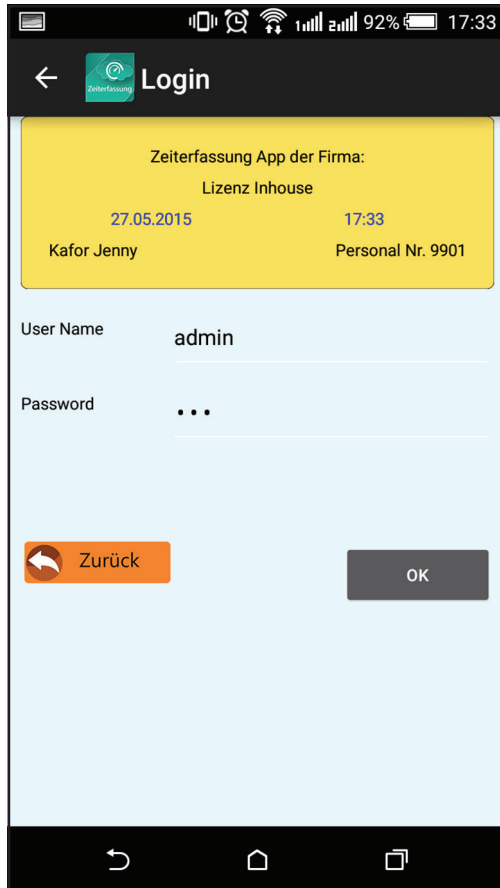 92% 17:33
Zeiterfassung Login
Zeiterfassung App der Firma:
Lizenz Inhouse
27.05.2015 17:33
Kafor Jenny Personal Nr. 9901
User Name admin
Password •••
Zurück OK